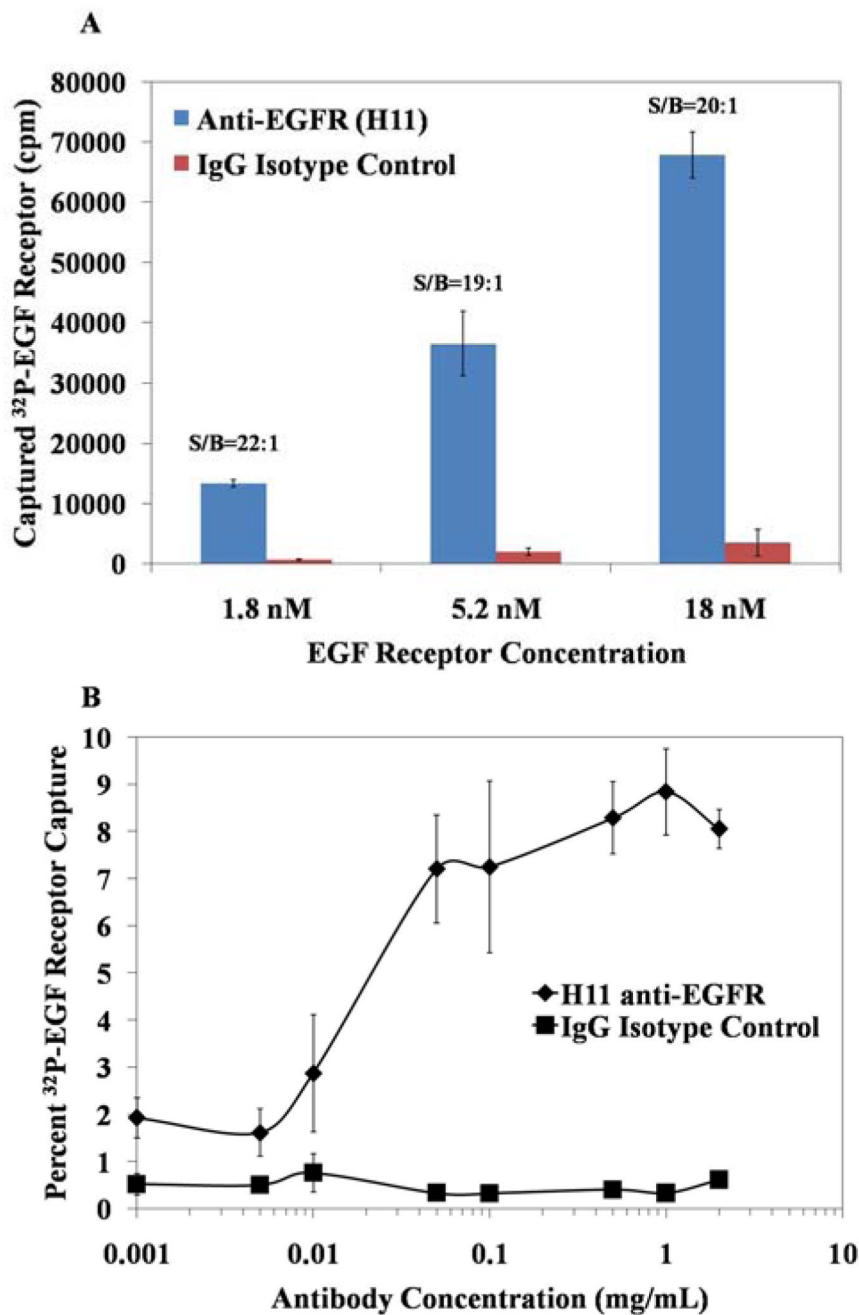 A
80000
70000
60000
50000
40000
30000
20000
10000
0
Captured ³²P-EGF Receptor (cpm)
Anti-EGFR (H11)
IgG Isotype Control
S/B=22:1
S/B=19:1
S/B=20:1
1.8 nM
5.2 nM
18 nM
EGF Receptor Concentration
B
10
9
8
7
6
5
4
3
2
1
0
Percent ³²P-EGF Receptor Capture
H11 anti-EGFR
IgG Isotype Control
0.001
0.01
0.1
1
10
Antibody Concentration (mg/mL)